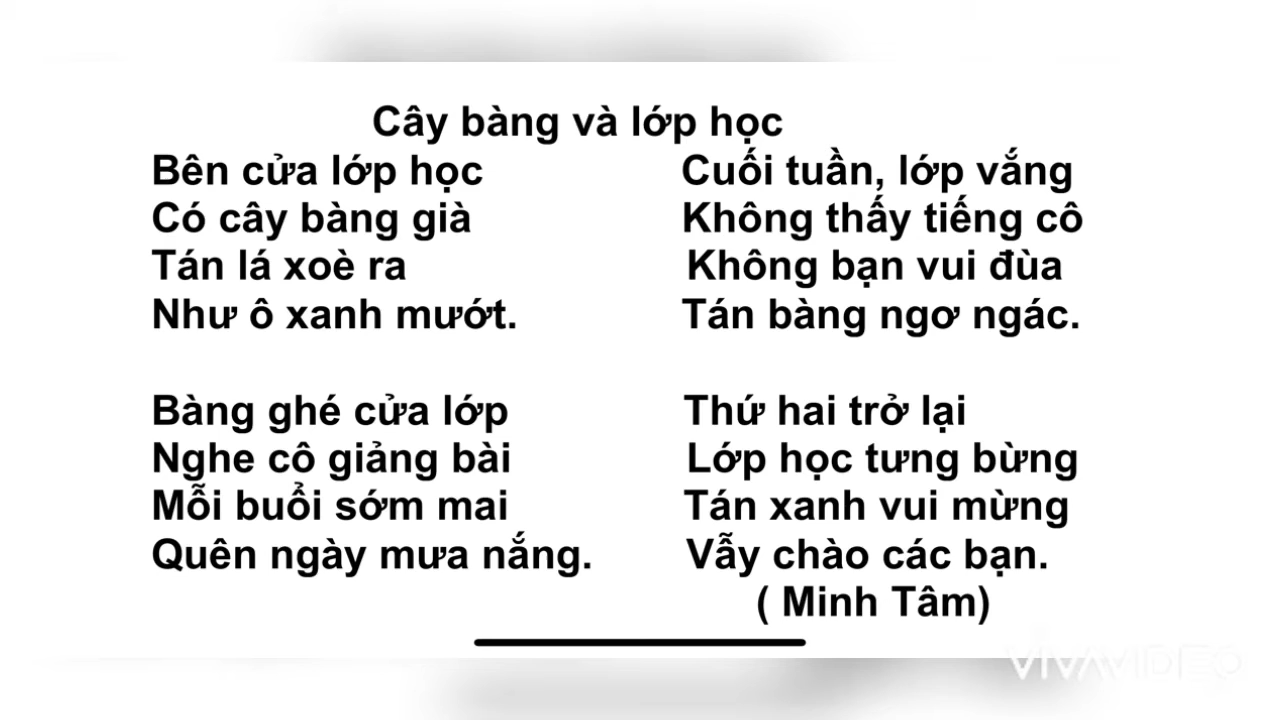 Cây bàng và lớp học
Bên cửa lớp học
Có cây bàng già
Tán lá xoè ra
Như ô xanh mướt.
Bàng ghé cửa lớp
Nghe cô giảng bài
Mỗi buổi sớm mai
Quên ngày mưa nắng.
Cuối tuần, lớp vắng
Không thấy tiếng cô
Không bạn vui đùa
Tán bàng ngơ ngác.
Thứ hai trở lại
Lớp học tưng bừng
Tán xanh vui mừng
Vẫy chào các bạn.
( Minh Tâm)
VIVAVIDEO